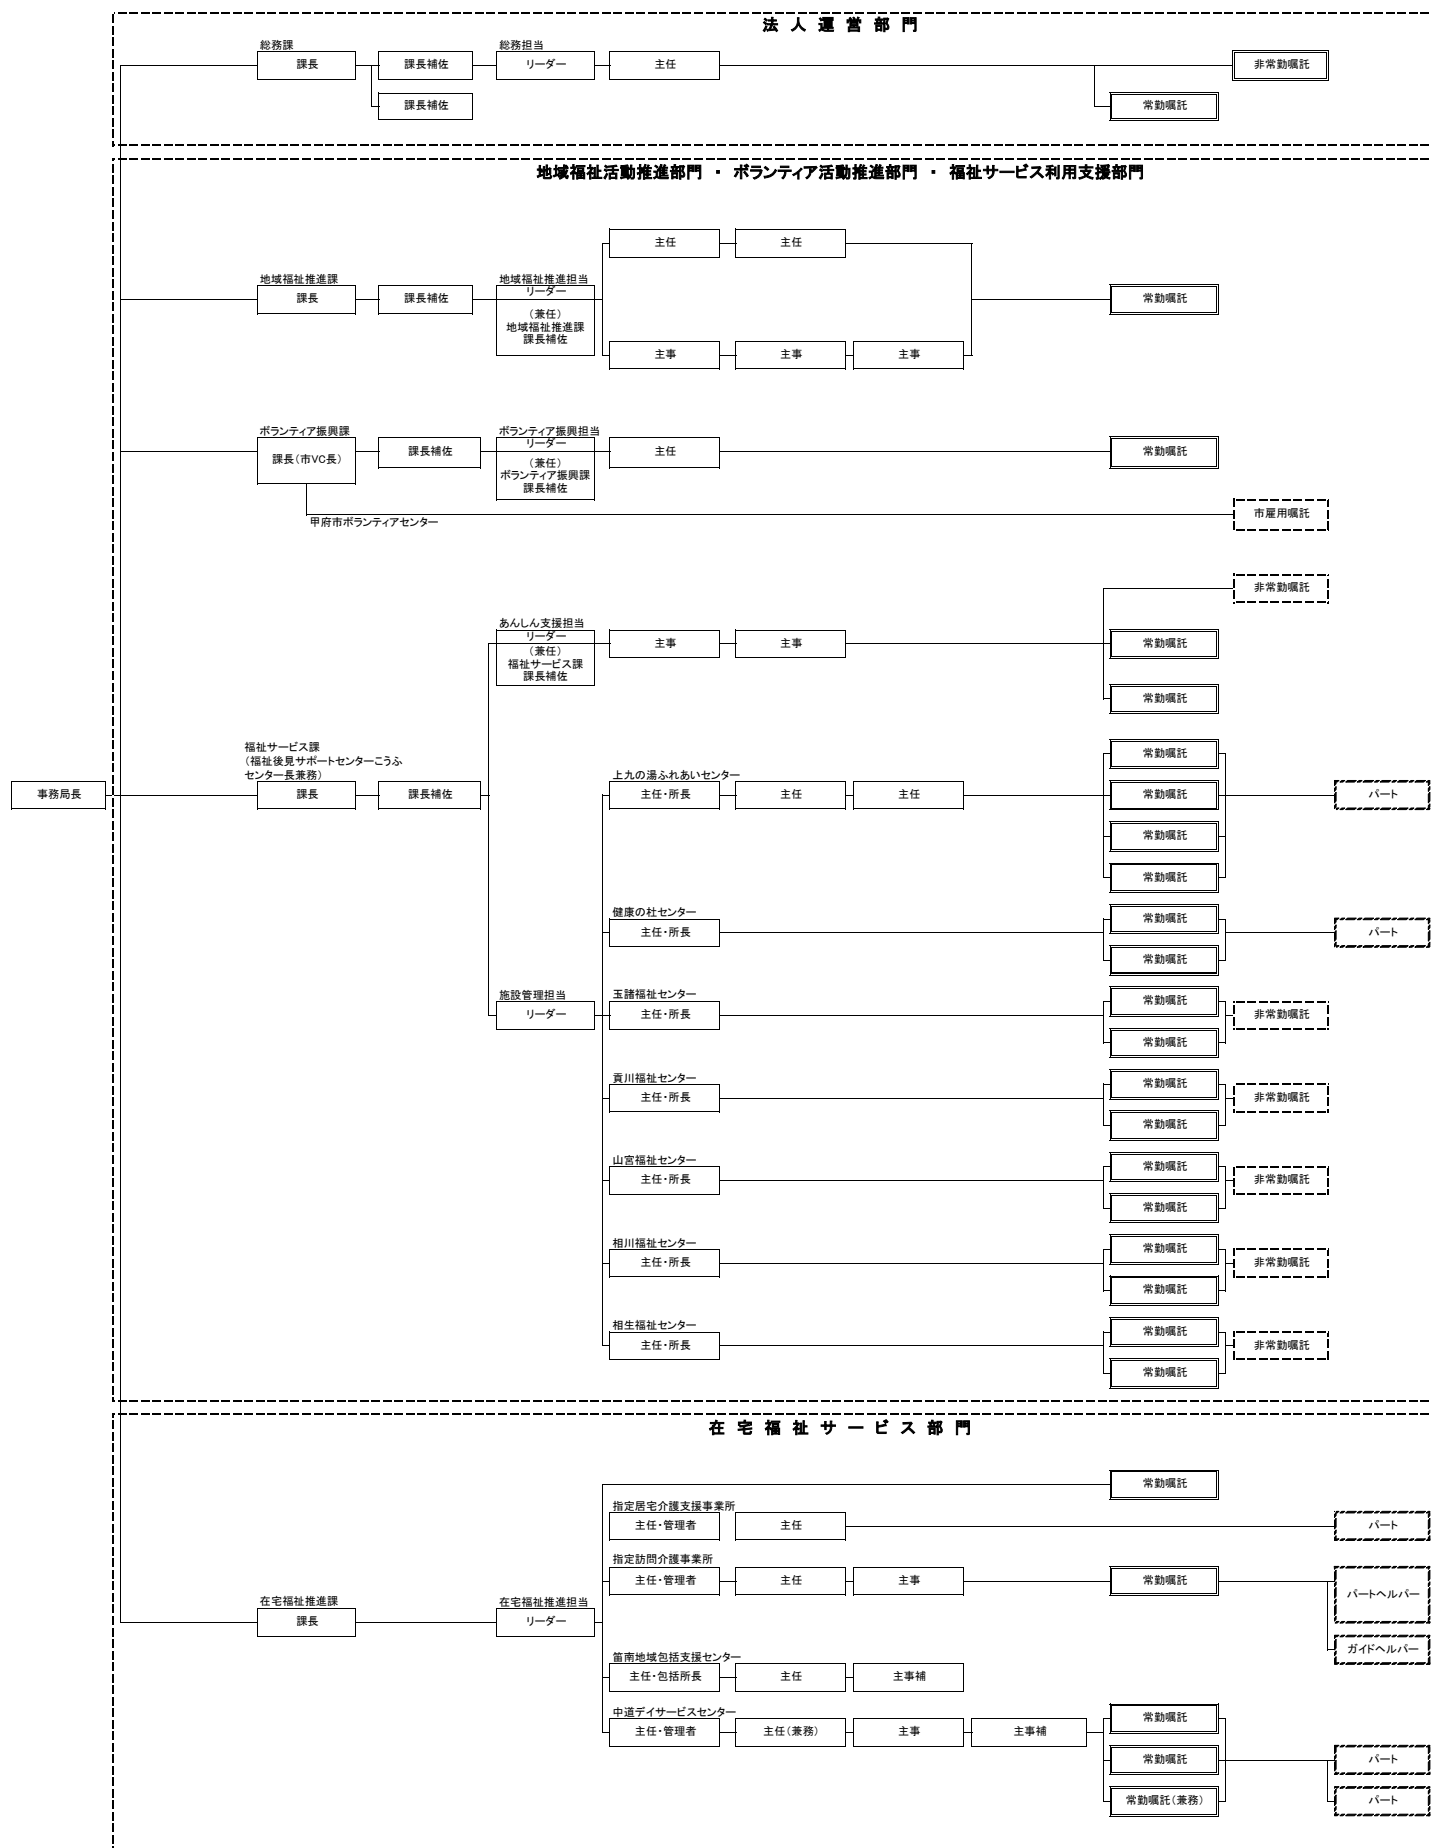 法 人 運 営 部 門
総務課
総務担当
課長
課長補佐
リーダー
主任
非常勤嘱託
課長補佐
常勤嘱託
地域福祉活動推進部門 ・ ボランティア活動推進部門 ・ 福祉サービス利用支援部門
主任
主任
地域福祉推進課
地域福祉推進担当
課長
課長補佐
リーダー
（兼任）
地域福祉推進課
課長補佐
常勤嘱託
主事
主事
主事
ボランティア振興課
ボランティア振興担当
課長（市VC長）
課長補佐
リーダー
（兼任）
ボランティア振興課
課長補佐
主任
常勤嘱託
甲府市ボランティアセンター
市雇用嘱託
非常勤嘱託
あんしん支援担当
リーダー
（兼任）
福祉サービス課
課長補佐
主事
主事
常勤嘱託
常勤嘱託
福祉サービス課
（福祉後見サポートセンターこうふ
センター長兼務）
事務局長
課長
課長補佐
上九の湯ふれあいセンター
主任・所長
主任
主任
常勤嘱託
常勤嘱託
常勤嘱託
常勤嘱託
パート
健康の杜センター
主任・所長
常勤嘱託
常勤嘱託
パート
施設管理担当
リーダー
玉諸福祉センター
主任・所長
常勤嘱託
常勤嘱託
非常勤嘱託
貢川福祉センター
主任・所長
常勤嘱託
常勤嘱託
非常勤嘱託
山宮福祉センター
主任・所長
常勤嘱託
常勤嘱託
非常勤嘱託
相川福祉センター
主任・所長
常勤嘱託
常勤嘱託
非常勤嘱託
相生福祉センター
主任・所長
常勤嘱託
常勤嘱託
非常勤嘱託
在 宅 福 祉 サ ー ビ ス 部 門
常勤嘱託
指定居宅介護支援事業所
主任・管理者
主任
パート
指定訪問介護事業所
主任・管理者
主任
主事
常勤嘱託
パートヘルパー
在宅福祉推進課
在宅福祉推進担当
課長
リーダー
ガイドヘルパー
笛南地域包括支援センター
主任・包括所長
主任
主事補
中道デイサービスセンター
主任・管理者
主任（兼務）
主事
主事補
常勤嘱託
常勤嘱託
常勤嘱託（兼務）
パート
パート